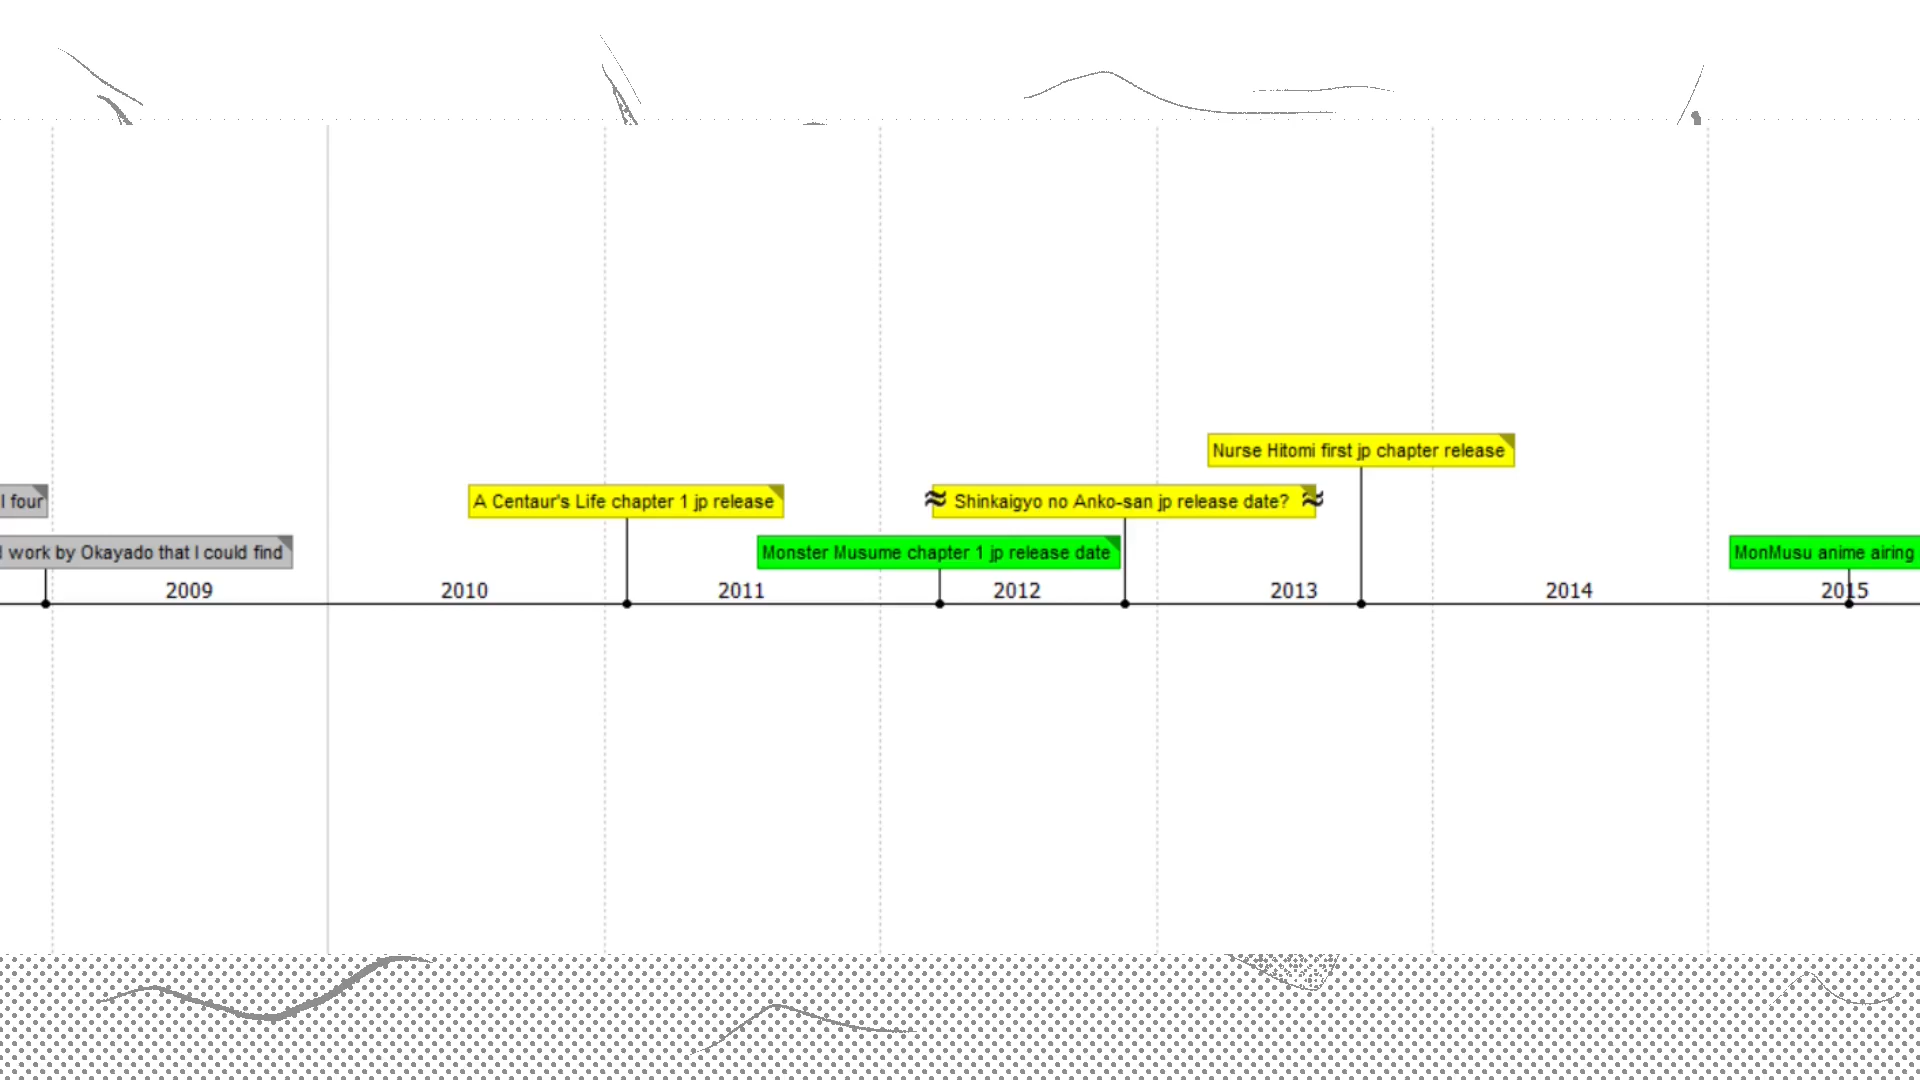 Nurse Hitomi first jp chapter release
l four
A Centaur's Life chapter 1 jp release
≈ Shinkaigyo no Anko-san jp release date? ≈
work by Okayado that I could find
Monster Musume chapter 1 jp release date
MonMusu anime airing
2009
2010
2011
2012
2013
2014
2015